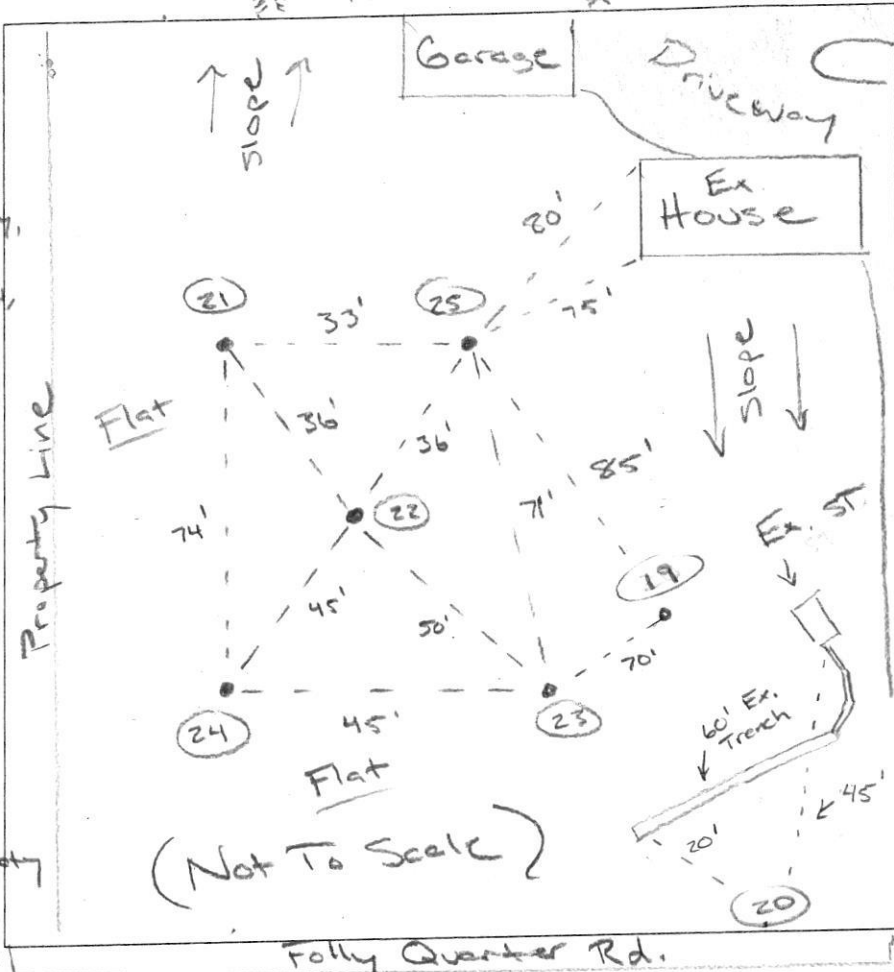 Garage
Driveway
Slope
Ex
House
80'
75'
21
33'
25
Slope
Flat
36'
36'
Property Line
74'
22
71'
85'
Ex. ST
19
45'
50'
70'
24
45'
23
60' Ex.
Trench
Flat
45'
20'
(Not To Scale)
20
Folly Quarter Rd.